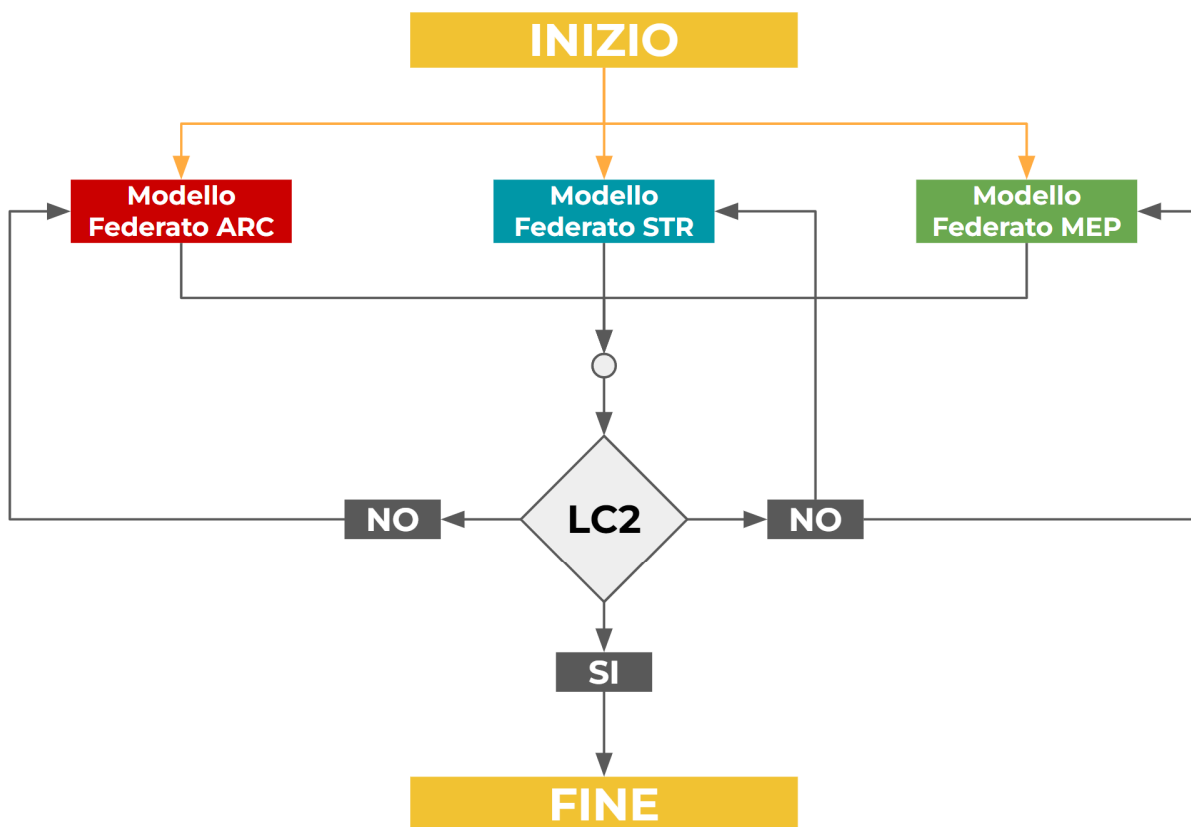 INIZIO
Modello
Federato ARC
Modello
Federato STR
Modello
Federato MEP
LC2
NO
NO
SI
FINE